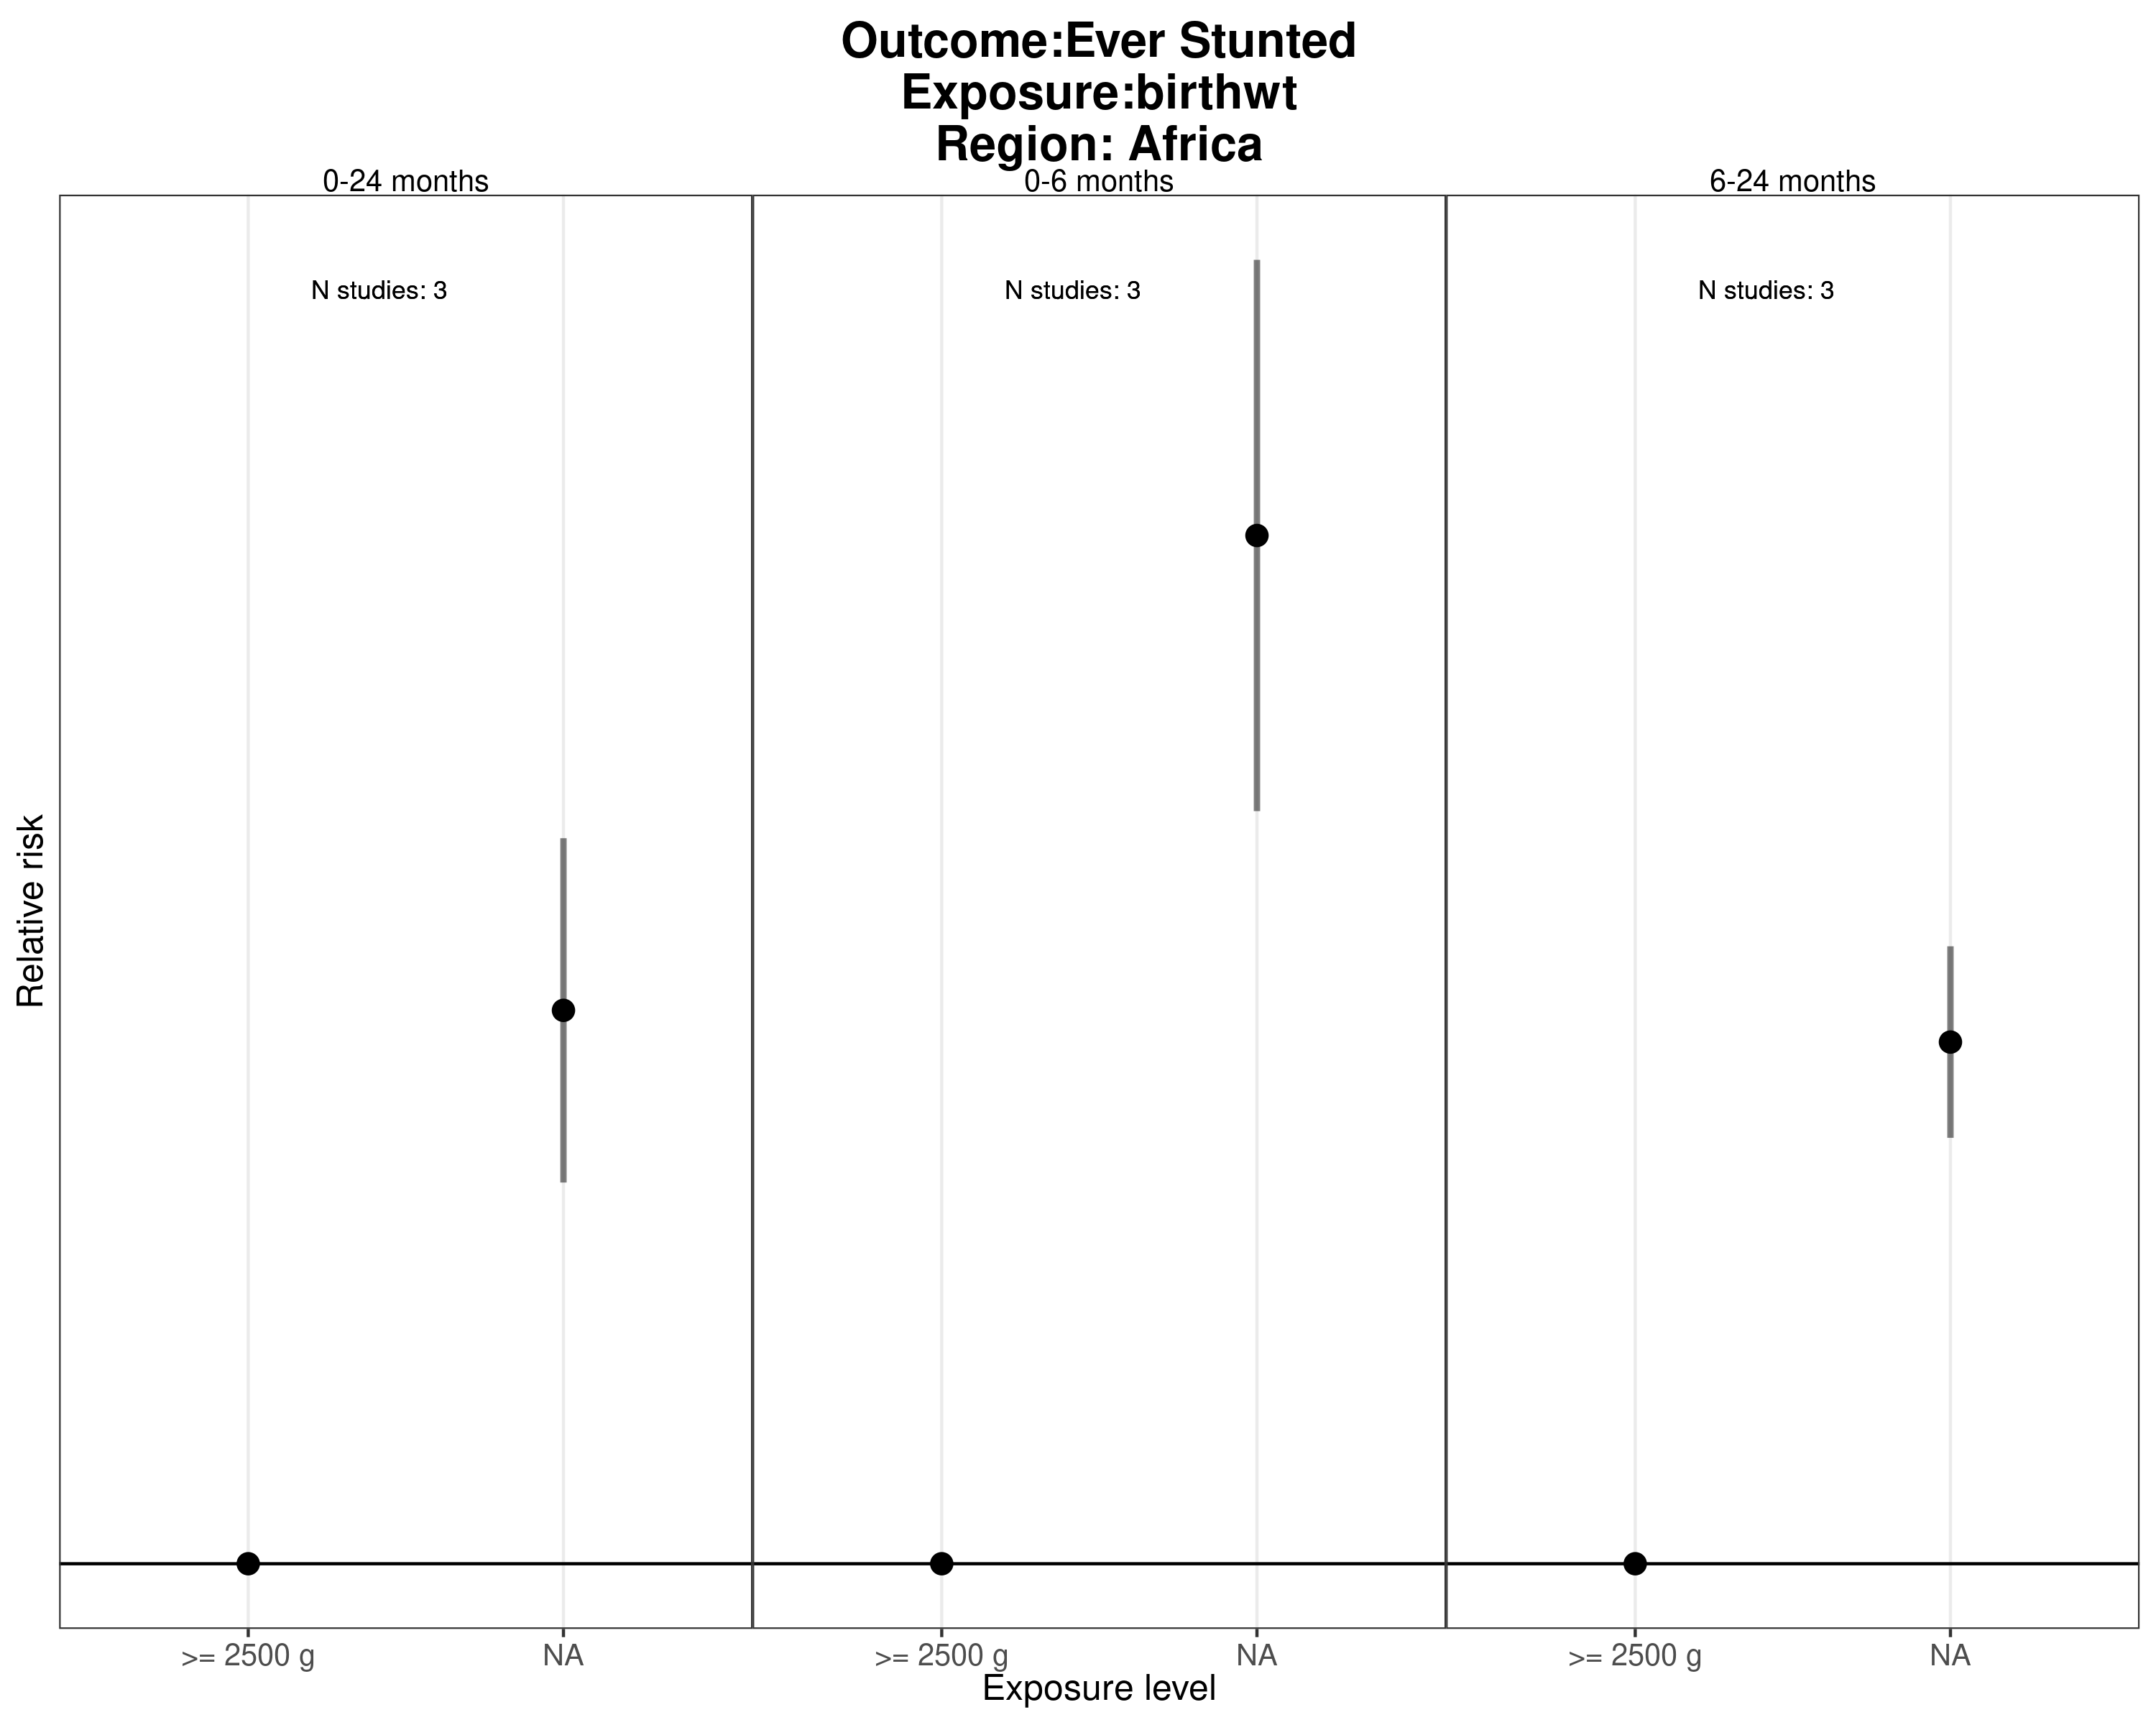 Outcome:Ever Stunted
Exposure:birthwt
Region: Africa
0-24 months
0-6 months
6-24 months
N studies: 3
N studies: 3
N studies: 3
Relative risk
>= 2500 g
NA
>= 2500 g
NA
>= 2500 g
NA
Exposure level